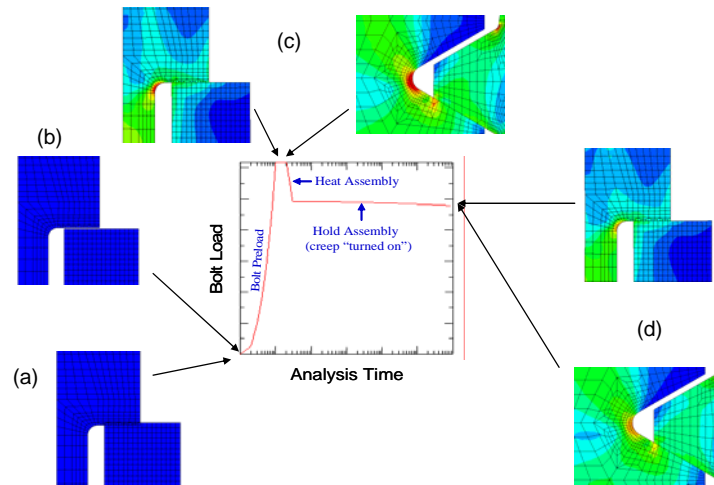 (c)
(b)
Heat Assembly
Hold Assembly
(creep “turned on”)
Bolt Preload
Bolt Load
Analysis Time
(a)
(d)